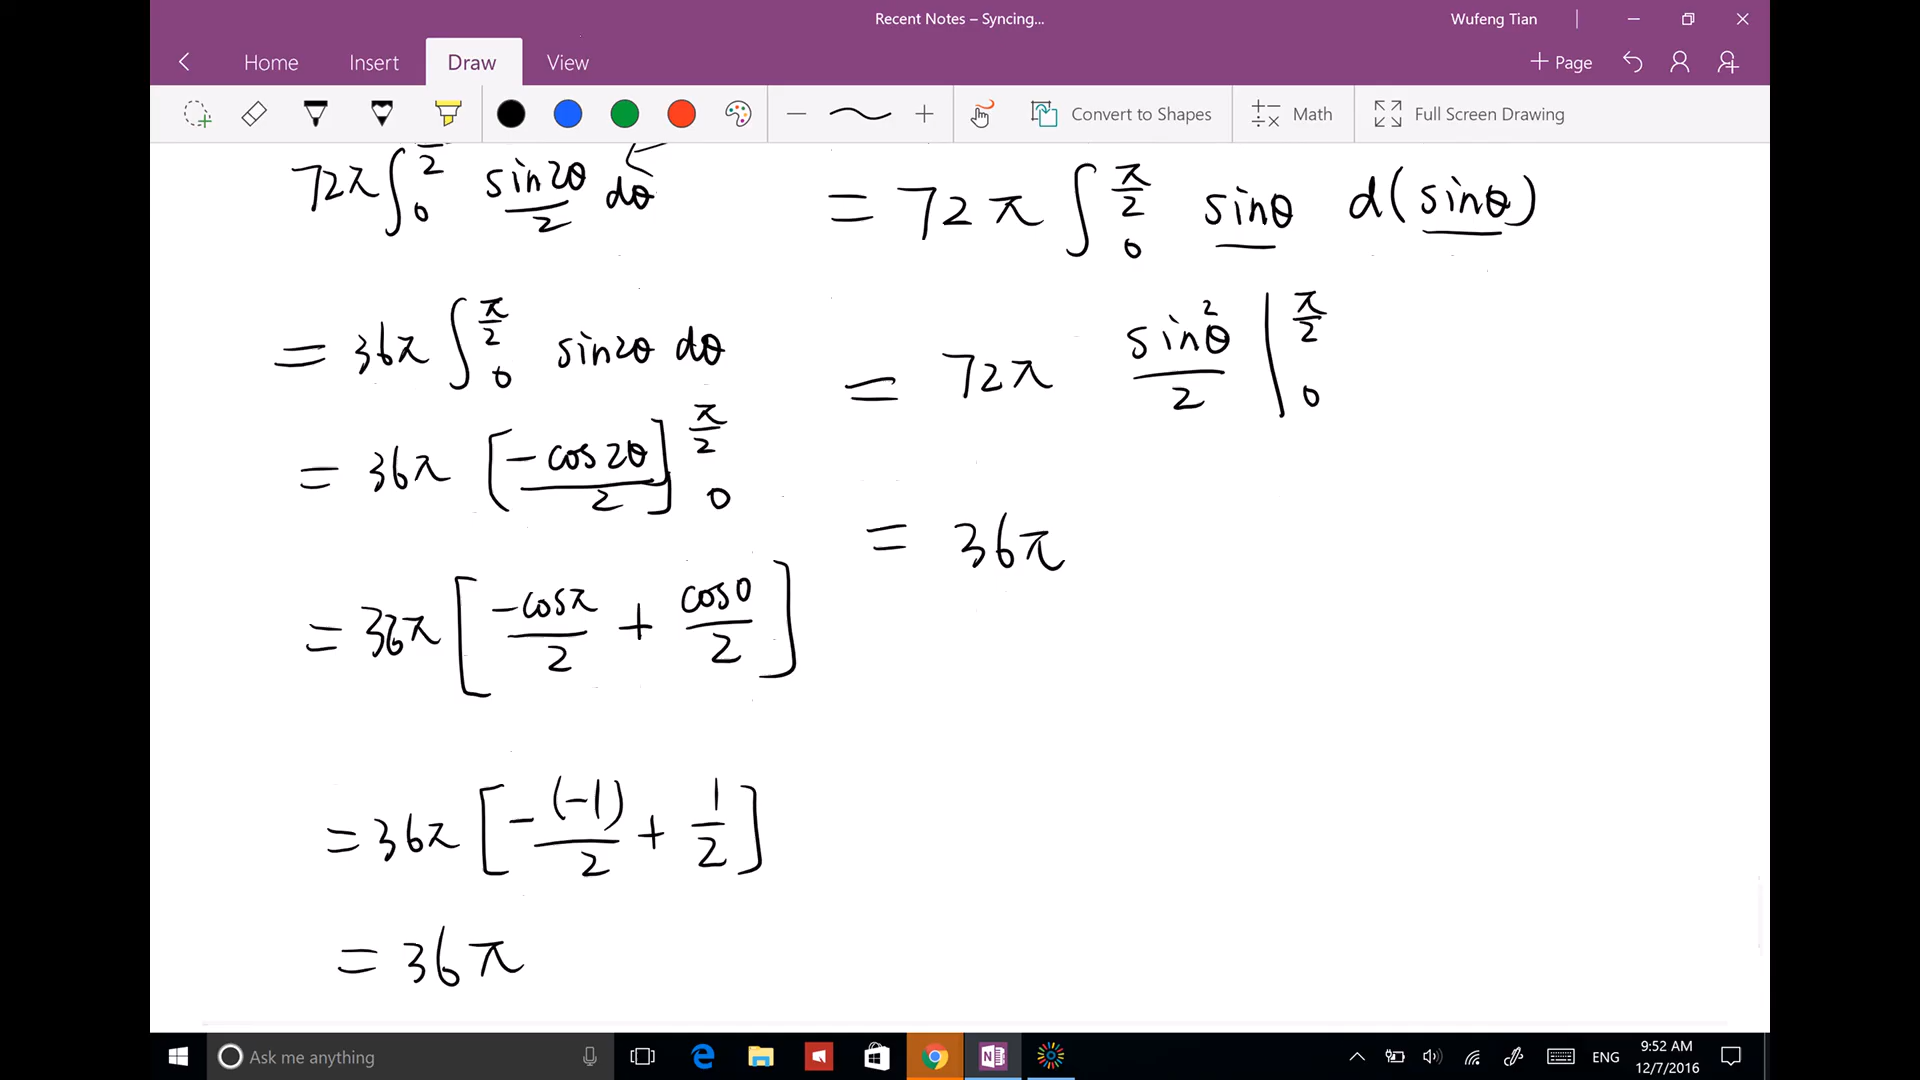 Recent Notes – Syncing...
Wufeng Tian
Home Insert Draw View
Page
Convert to Shapes
Math
Full Screen Drawing
72π ∫₀^{π/2} sin2θ/2 dθ
= 36π ∫₀^{π/2} sin2θ dθ
= 36π [-cos2θ/2]₀^{π/2}
= 36π [-cosπ/2 + cos0/2]
= 36π [-(-1)/2 + 1/2]
= 36π
= 72π ∫₀^{π/2} sinθ d(sinθ)
= 72π sin²θ/2 |₀^{π/2}
= 36π
Ask me anything
ENG
9:52 AM
12/7/2016